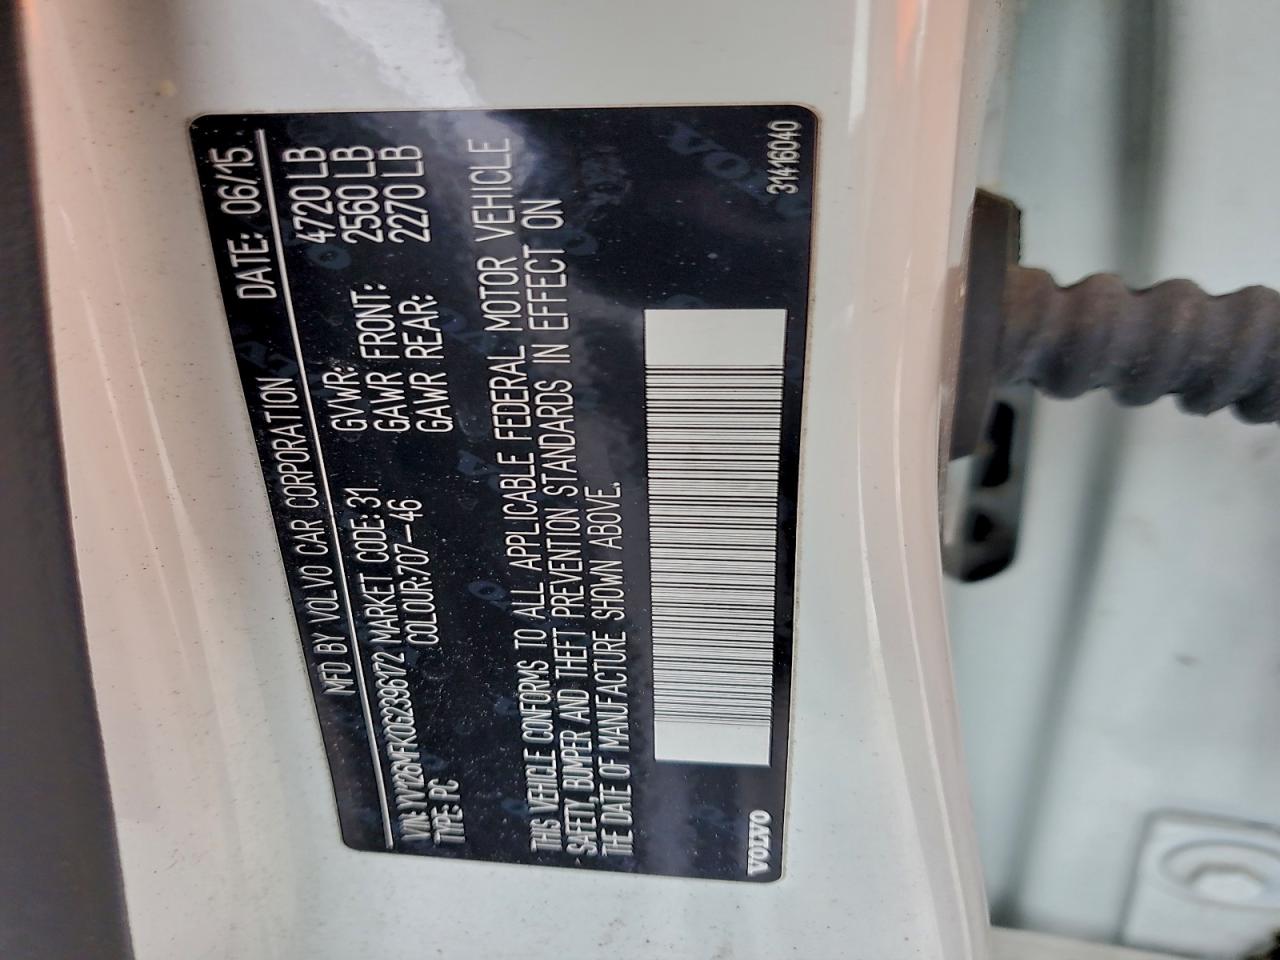 MFD BY VOLVO CAR CORPORATION DATE: 06/15
GVWR: 4720 LB
VIN: YV126MFK0G2396172 MARKET CODE: 31 GAWR FRONT: 2560 LB
TYPE: PC COLOUR:707-46 GAWR REAR: 2270 LB
THIS VEHICLE CONFORMS TO ALL APPLICABLE FEDERAL MOTOR VEHICLE
SAFETY, BUMPER AND THEFT PREVENTION STANDARDS IN EFFECT ON
THE DATE OF MANUFACTURE SHOWN ABOVE.
VOLVO 31416040